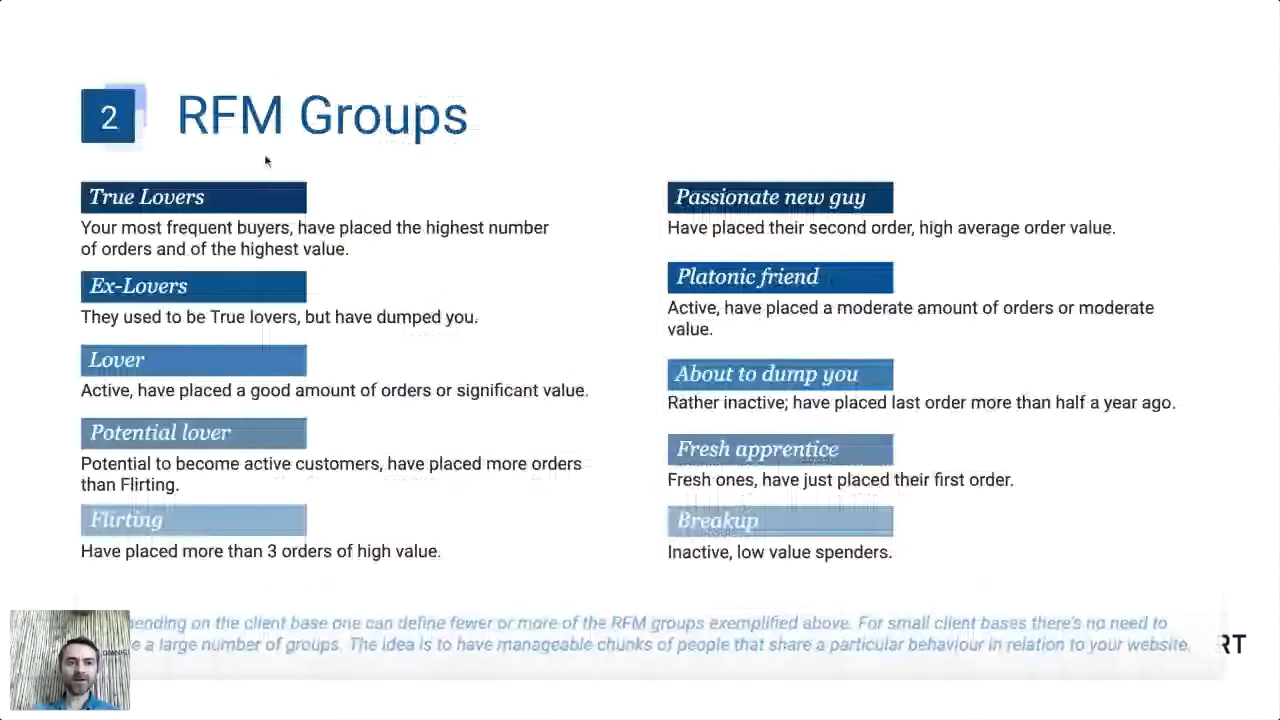 2
RFM Groups
True Lovers
Your most frequent buyers, have placed the highest number
of orders and of the highest value.
Ex-Lovers
They used to be True lovers, but have dumped you.
Lover
Active, have placed a good amount of orders or significant value.
Potential lover
Potential to become active customers, have placed more orders
than Flirting.
Flirting
Have placed more than 3 orders of high value.
Passionate new guy
Have placed their second order, high average order value.
Platonic friend
Active, have placed a moderate amount of orders or moderate
value.
About to dump you
Rather inactive; have placed last order more than half a year ago.
Fresh apprentice
Fresh ones, have just placed their first order.
Breakup
Inactive, low value spenders.
on the client base one can define fewer or more of the RFM groups exemplified above. For small client bases there's no need to
a large number of groups. The idea is to have manageable chunks of people that share a particular behaviour in relation to your website.